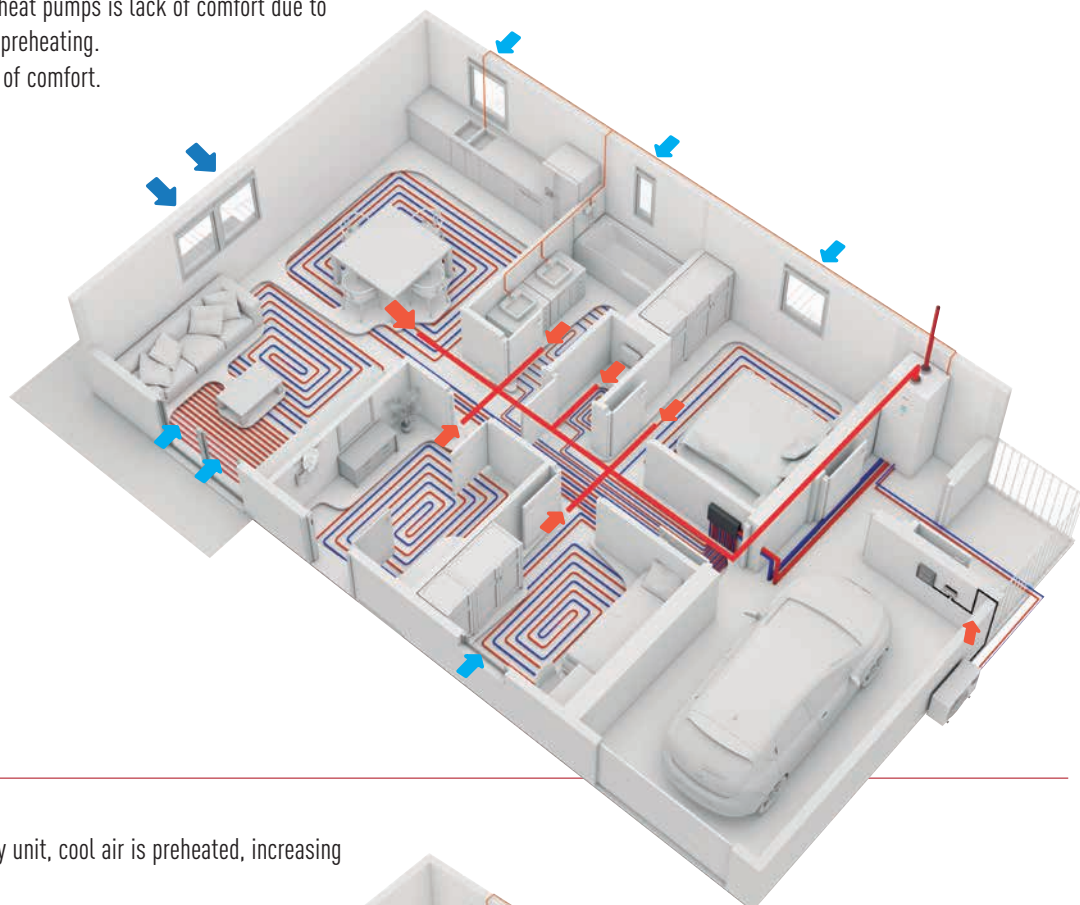 heat pumps is lack of comfort due to
preheating.
of comfort.
y unit, cool air is preheated, increasing